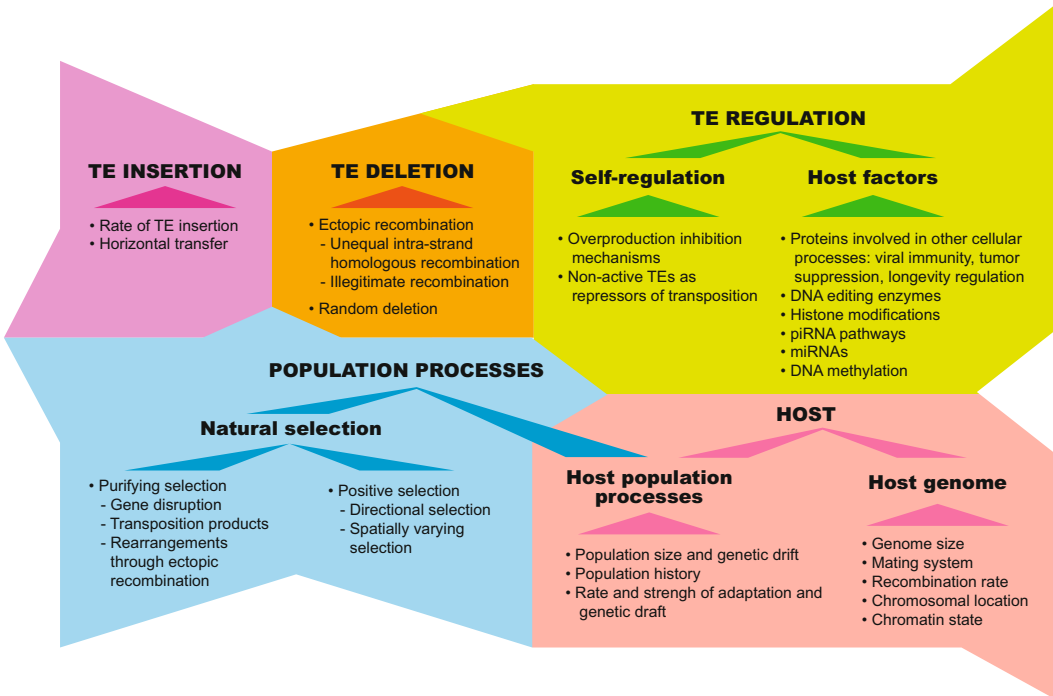 TE INSERTION
• Rate of TE insertion
• Horizontal transfer
TE DELETION
• Ectopic recombination
- Unequal intra-strand
homologous recombination
- Illegitimate recombination
• Random deletion
TE REGULATION
Self-regulation
• Overproduction inhibition
mechanisms
• Non-active TEs as
repressors of transposition
Host factors
• Proteins involved in other cellular
processes: viral immunity, tumor
suppression, longevity regulation
• DNA editing enzymes
• Histone modifications
• piRNA pathways
• miRNAs
• DNA methylation
POPULATION PROCESSES
Natural selection
• Purifying selection
- Gene disruption
- Transposition products
- Rearrangements
through ectopic
recombination
• Positive selection
- Directional selection
- Spatially varying
selection
HOST
Host population
processes
• Population size and genetic drift
• Population history
• Rate and strengh of adaptation and
genetic draft
Host genome
• Genome size
• Mating system
• Recombination rate
• Chromosomal location
• Chromatin state